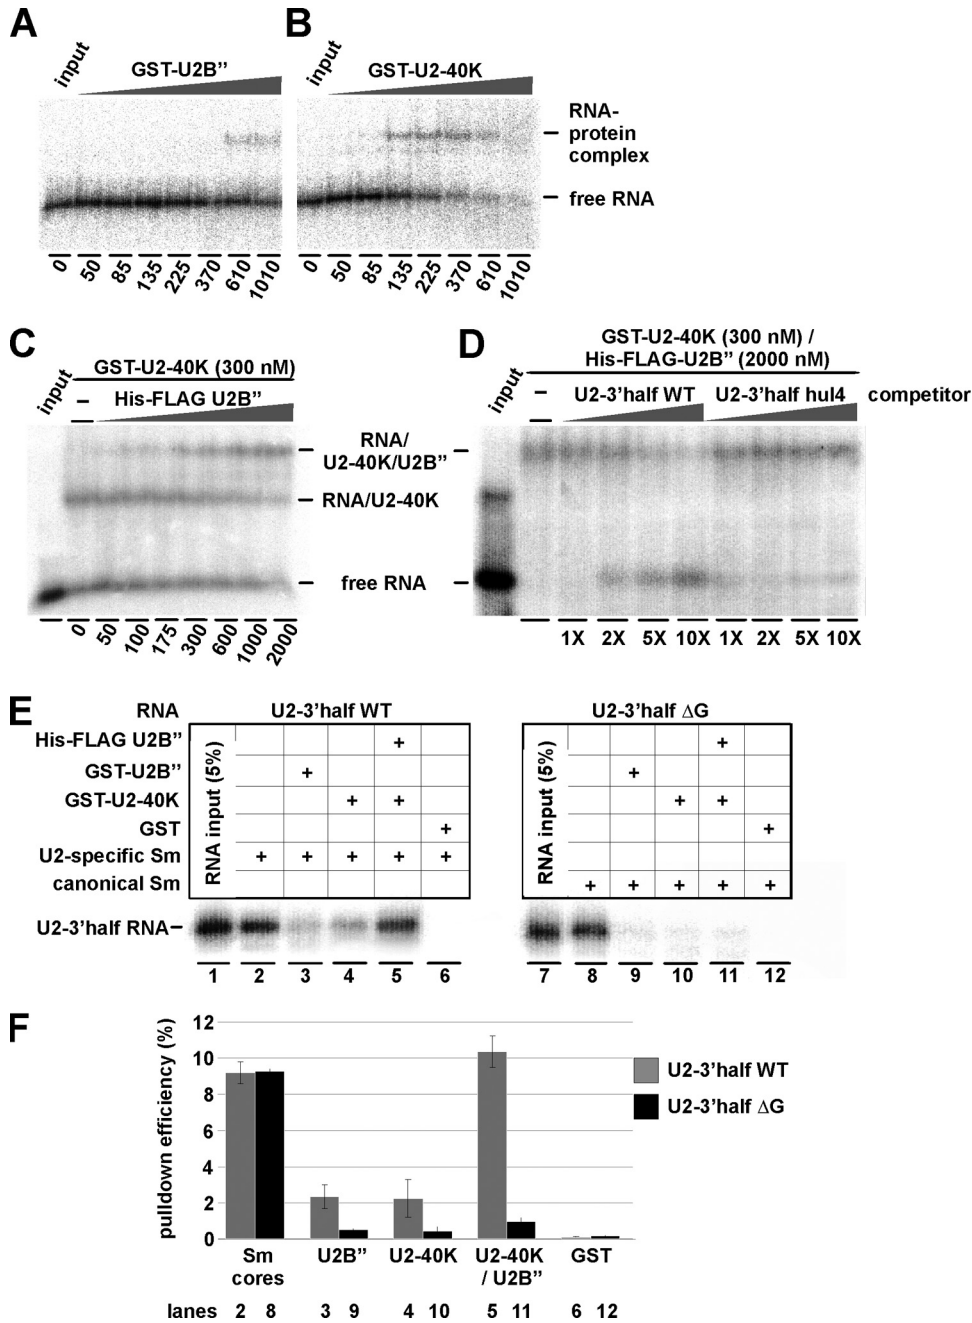 A
B
input
GST-U2B’’
input
GST-U2-40K
RNA-
protein
complex
free RNA
0 50 85 135 225 370 610 1010
0 50 85 135 225 370 610 1010
C
D
GST-U2-40K (300 nM)
input
–
His-FLAG U2B’’
GST-U2-40K (300 nM) /
His-FLAG-U2B’’ (2000 nM)
input
–
U2-3’half WT
U2-3’half hul4
competitor
RNA/
U2-40K/U2B’’
RNA/U2-40K
free RNA
0 50 100 175 300 600 1000 2000
1X 2X 5X 10X 1X 2X 5X 10X
E
RNA U2-3’half WT U2-3’half ΔG
His-FLAG U2B’’ + +
GST-U2B’’ + +
GST-U2-40K + + + +
GST + +
U2-specific Sm + + + + +
canonical Sm + + + + +
RNA input (5%)
RNA input (5%)
U2-3’half RNA
1 2 3 4 5 6 7 8 9 10 11 12
F
pulldown efficiency (%)
12
10
8
6
4
2
0
U2-3’half WT
U2-3’half ΔG
Sm
cores
U2B’’
U2-40K
U2-40K
/ U2B’’
GST
lanes 2 8 3 9 4 10 5 11 6 12